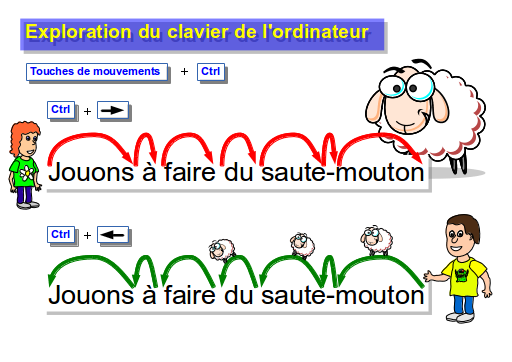 Exploration du clavier de l'ordinateur
Touches de mouvements + Ctrl
Ctrl +
Jouons à faire du saute-mouton
Ctrl +
Jouons à faire du saute-mouton